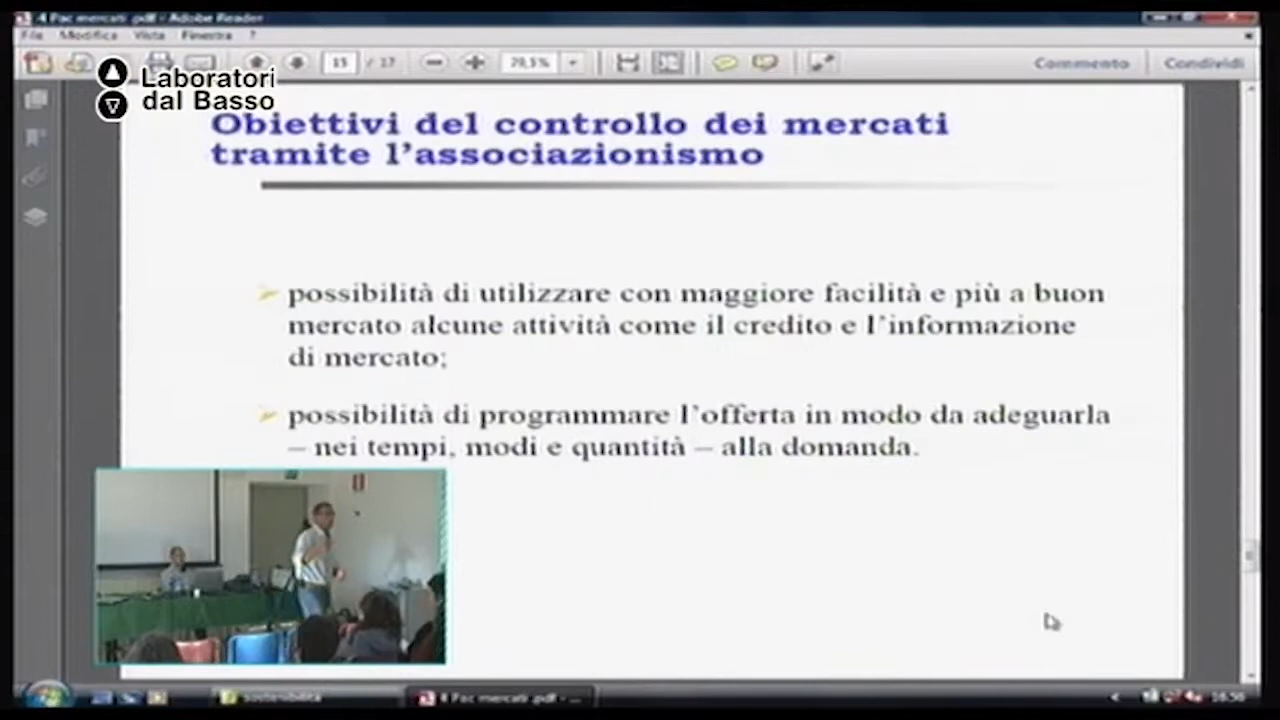 4 Pac mercati .pdf - Adobe Reader
File Modifica Vista Finestra ?
15 / 17
79,5%
Commento Condividi
Laboratori
dal Basso
Obiettivi del controllo dei mercati
tramite l'associazionismo
possibilità di utilizzare con maggiore facilità e più a buon
mercato alcune attività come il credito e l'informazione
di mercato;
possibilità di programmare l'offerta in modo da adeguarla
– nei tempi, modi e quantità – alla domanda.
sostenibilità
4 Pac mercati .pdf - ...
16.56